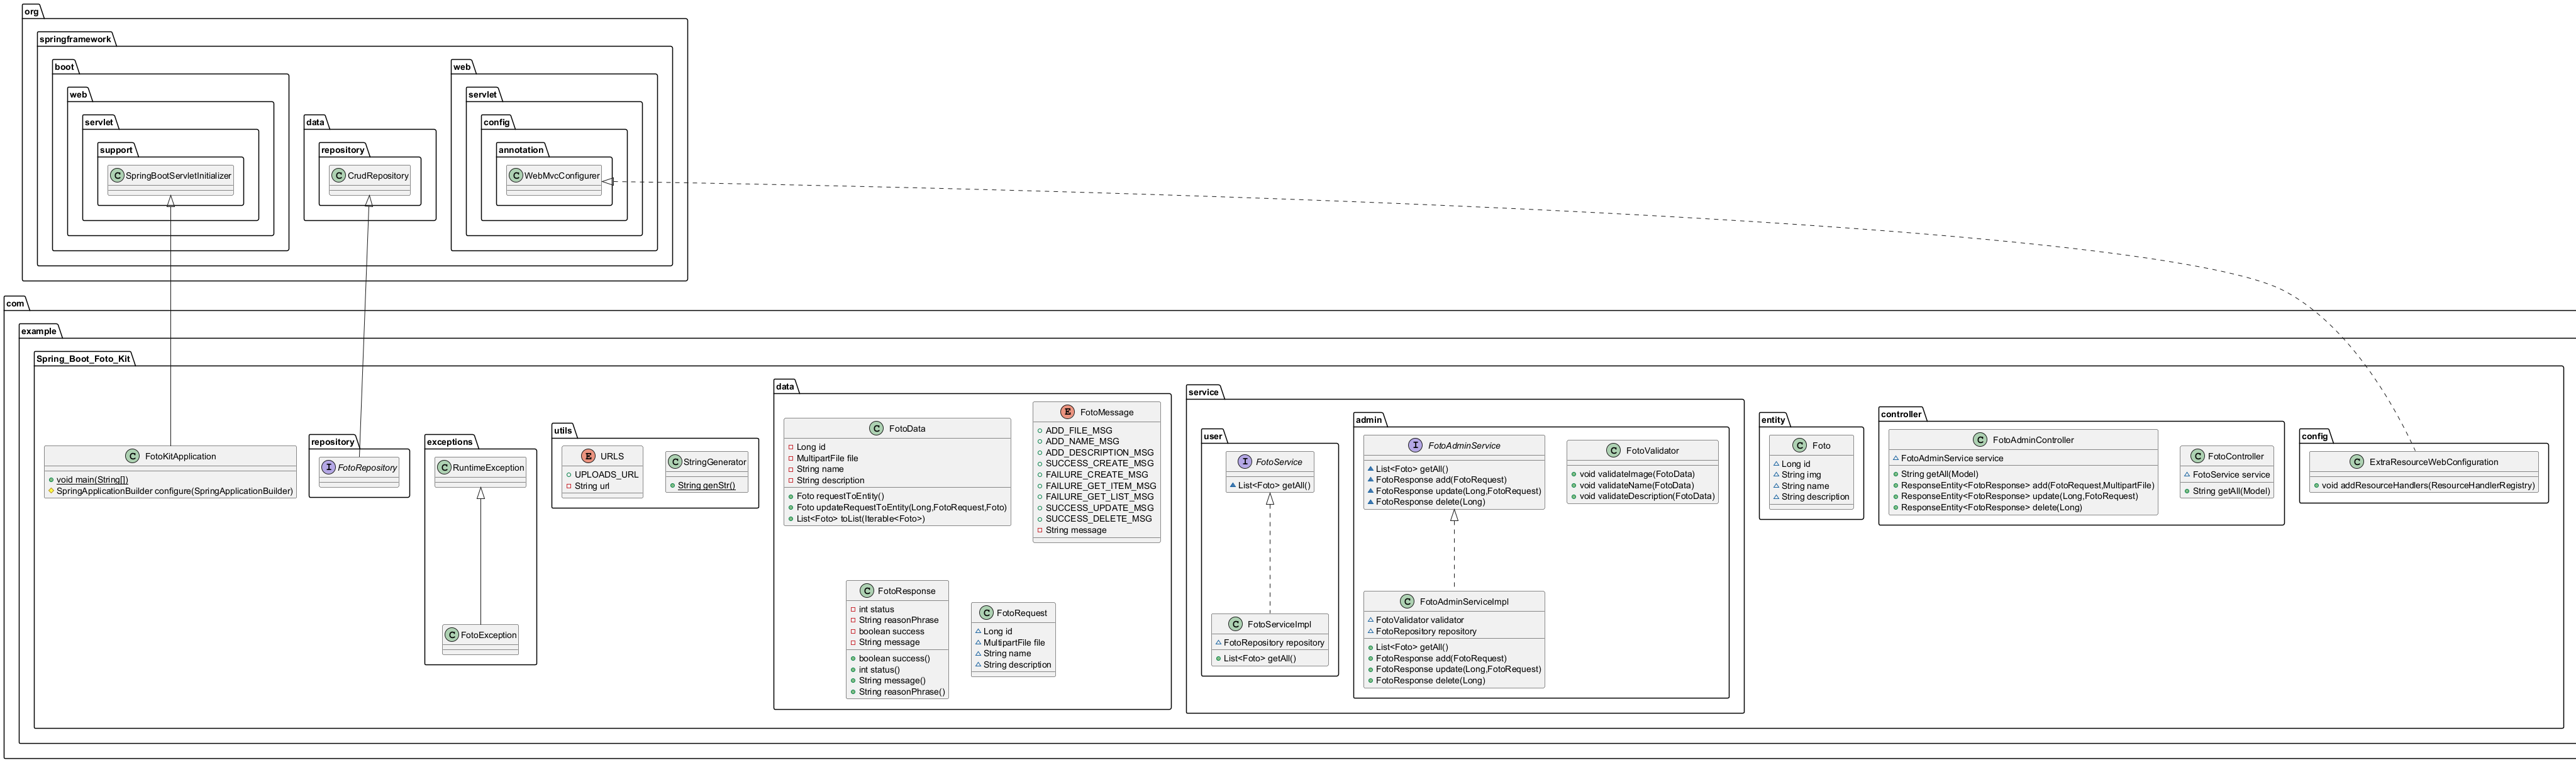 org
springframework
boot
web
servlet
support
C SpringBootServletInitializer
data
repository
C CrudRepository
web
servlet
config
annotation
C WebMvcConfigurer
com
example
Spring_Boot_Foto_Kit
C FotoKitApplication
void main(String[])
SpringApplicationBuilder configure(SpringApplicationBuilder)
repository
I FotoRepository
exceptions
C RuntimeException
C FotoException
utils
E URLS
UPLOADS_URL
String url
C StringGenerator
String genStr()
data
C FotoData
Long id
MultipartFile file
String name
String description
Foto requestToEntity()
Foto updateRequestToEntity(Long,FotoRequest,Foto)
List<Foto> toList(Iterable<Foto>)
E FotoMessage
ADD_FILE_MSG
ADD_NAME_MSG
ADD_DESCRIPTION_MSG
SUCCESS_CREATE_MSG
FAILURE_CREATE_MSG
FAILURE_GET_ITEM_MSG
FAILURE_GET_LIST_MSG
SUCCESS_UPDATE_MSG
SUCCESS_DELETE_MSG
String message
C FotoResponse
int status
String reasonPhrase
boolean success
String message
boolean success()
int status()
String message()
String reasonPhrase()
C FotoRequest
Long id
MultipartFile file
String name
String description
service
user
I FotoService
List<Foto> getAll()
C FotoServiceImpl
FotoRepository repository
List<Foto> getAll()
admin
I FotoAdminService
List<Foto> getAll()
FotoResponse add(FotoRequest)
FotoResponse update(Long,FotoRequest)
FotoResponse delete(Long)
C FotoValidator
void validateImage(FotoData)
void validateName(FotoData)
void validateDescription(FotoData)
C FotoAdminServiceImpl
FotoValidator validator
FotoRepository repository
List<Foto> getAll()
FotoResponse add(FotoRequest)
FotoResponse update(Long,FotoRequest)
FotoResponse delete(Long)
entity
C Foto
Long id
String img
String name
String description
controller
C FotoAdminController
FotoAdminService service
String getAll(Model)
ResponseEntity<FotoResponse> add(FotoRequest,MultipartFile)
ResponseEntity<FotoResponse> update(Long,FotoRequest)
ResponseEntity<FotoResponse> delete(Long)
C FotoController
FotoService service
String getAll(Model)
config
C ExtraResourceWebConfiguration
void addResourceHandlers(ResourceHandlerRegistry)